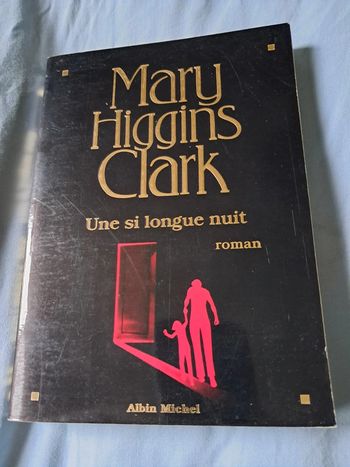 Mary
Higgins
Clark
Une si longue nuit
roman
Albin Michel